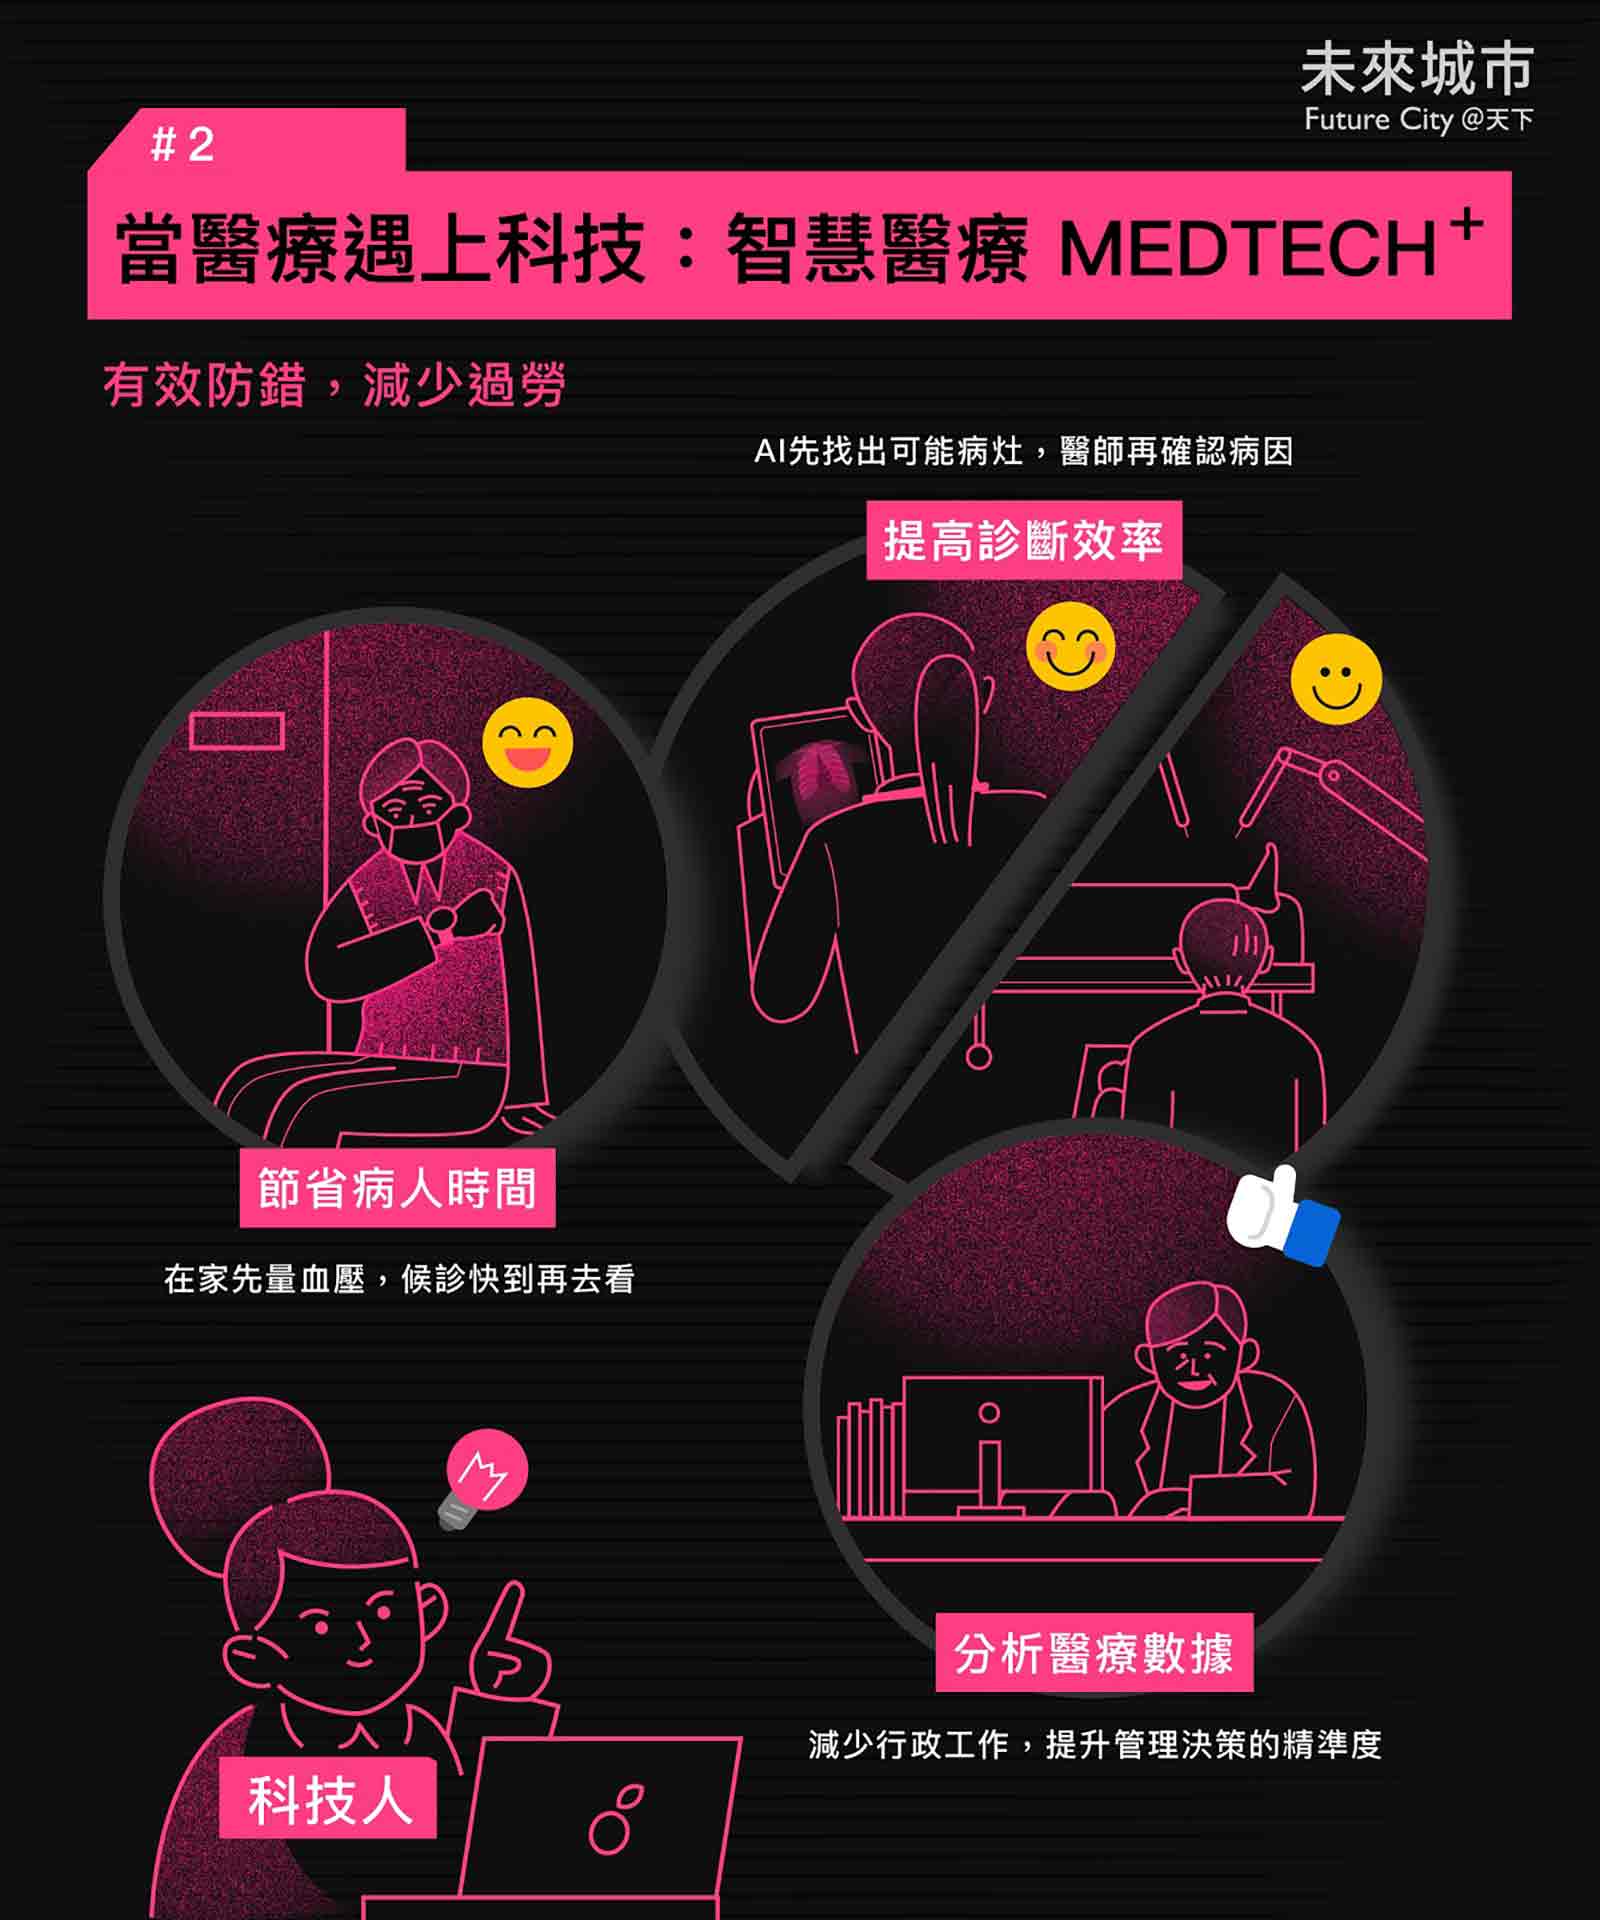 未來城市
Future City @天下
#2
當醫療遇上科技：智慧醫療 MEDTECH+
有效防錯，減少過勞
AI先找出可能病灶，醫師再確認病因
提高診斷效率
節省病人時間
在家先量血壓，候診快到再去看
分析醫療數據
減少行政工作，提升管理決策的精準度
科技人